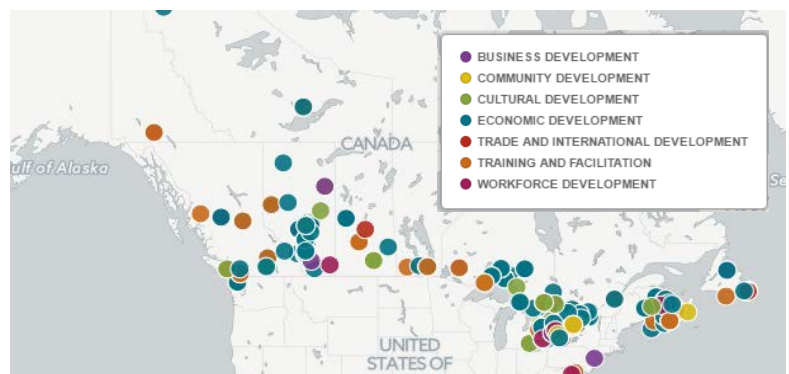 BUSINESS DEVELOPMENT
COMMUNITY DEVELOPMENT
CULTURAL DEVELOPMENT
ECONOMIC DEVELOPMENT
TRADE AND INTERNATIONAL DEVELOPMENT
TRAINING AND FACILITATION
WORKFORCE DEVELOPMENT
CANADA
ulf of Alaska
Se
UNITED
STATES OF